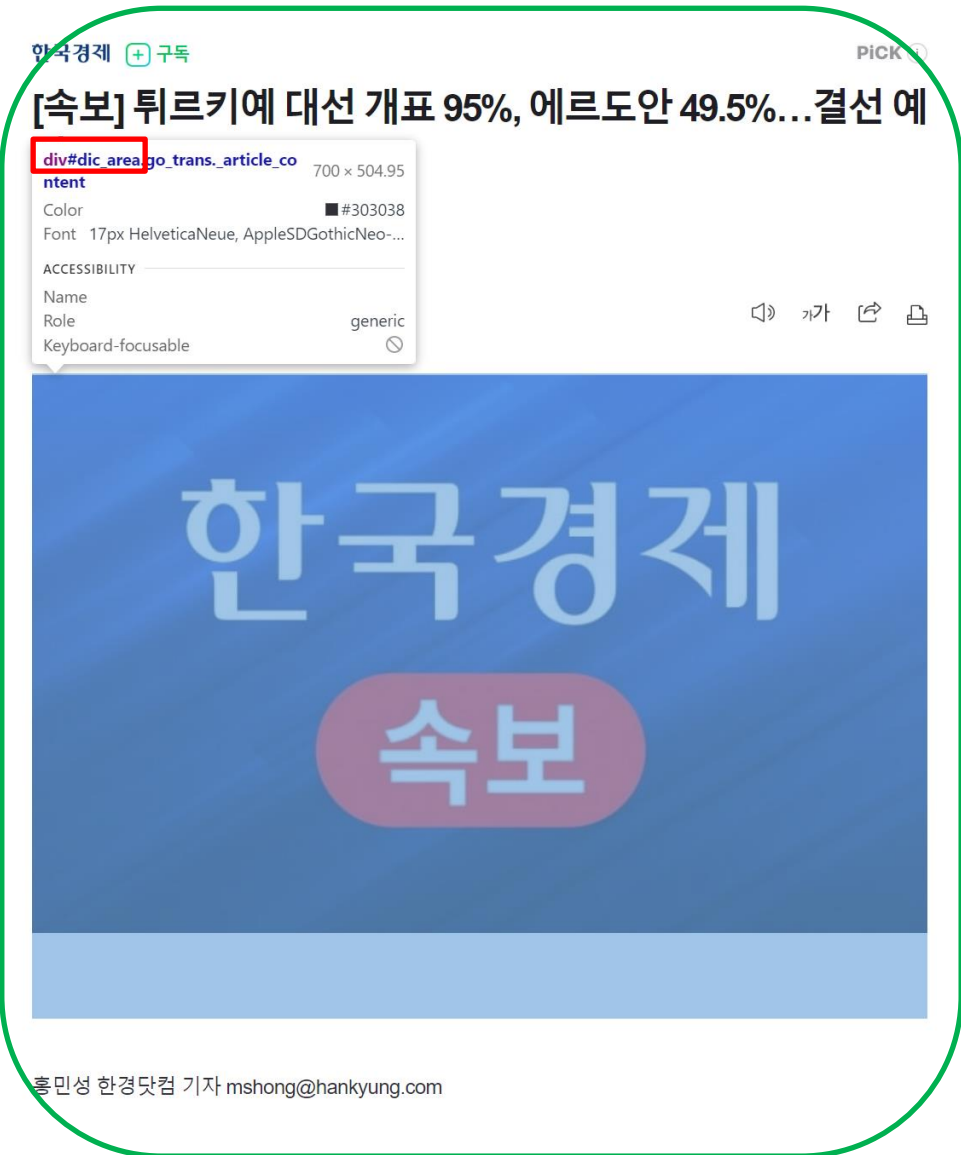 한국경제 + 구독 PiCK i
[속보] 튀르키예 대선 개표 95%, 에르도안 49.5%…결선 예
div#dic_area.go_trans._article_co 700 × 504.95
ntent
Color #303038
Font 17px HelveticaNeue, AppleSDGothicNeo-...
ACCESSIBILITY
Name
Role generic
Keyboard-focusable
가가
한국경제
속보
홍민성 한경닷컴 기자 mshong@hankyung.com